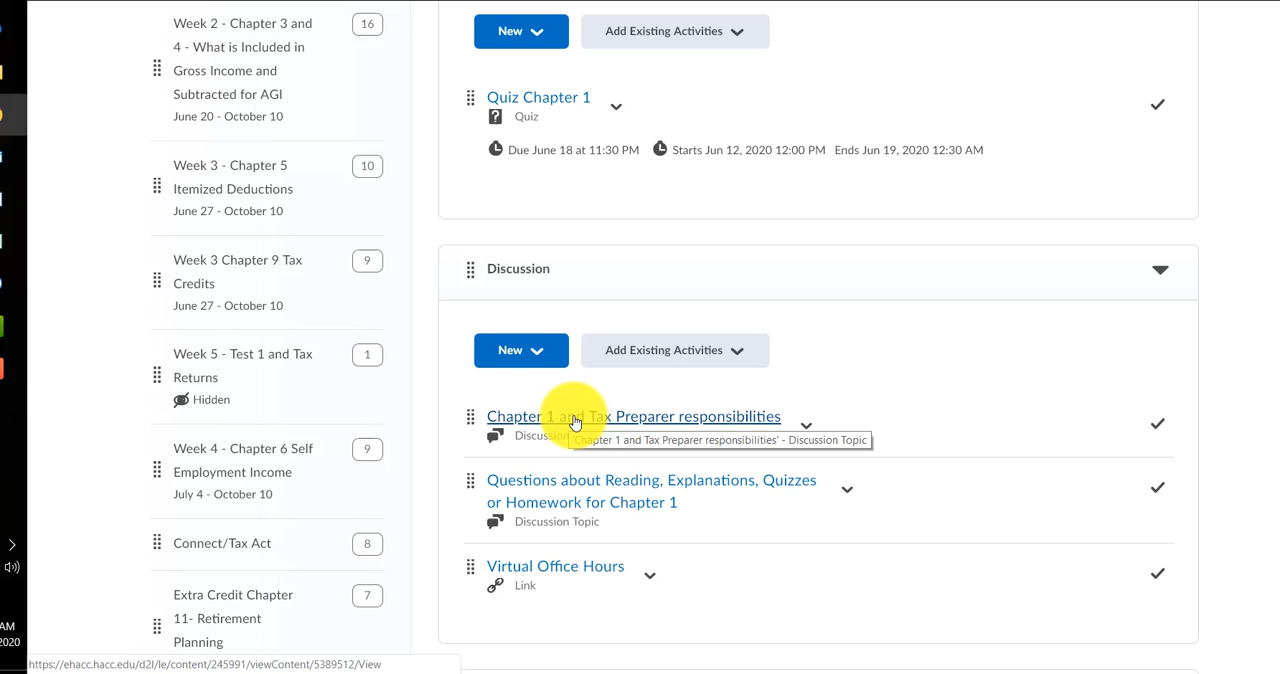 Week 2 - Chapter 3 and
4 - What is Included in
Gross Income and
Subtracted for AGI
June 20 - October 10
16
Week 3 - Chapter 5
Itemized Deductions
June 27 - October 10
10
Week 3 Chapter 9 Tax
Credits
June 27 - October 10
9
Week 5 - Test 1 and Tax
Returns
Hidden
1
Week 4 - Chapter 6 Self
Employment Income
July 4 - October 10
9
Connect/Tax Act
8
Extra Credit Chapter
11- Retirement
Planning
7
New
Add Existing Activities
Quiz Chapter 1
Quiz
Due June 18 at 11:30 PM Starts Jun 12, 2020 12:00 PM Ends Jun 19, 2020 12:30 AM
Discussion
New
Add Existing Activities
Chapter 1 and Tax Preparer responsibilities
Discussion
'Chapter 1 and Tax Preparer responsibilities' - Discussion Topic
Questions about Reading, Explanations, Quizzes
or Homework for Chapter 1
Discussion Topic
Virtual Office Hours
Link
AM
2020
https://ehacc.hacc.edu/d2l/le/content/245991/viewContent/5389512/View